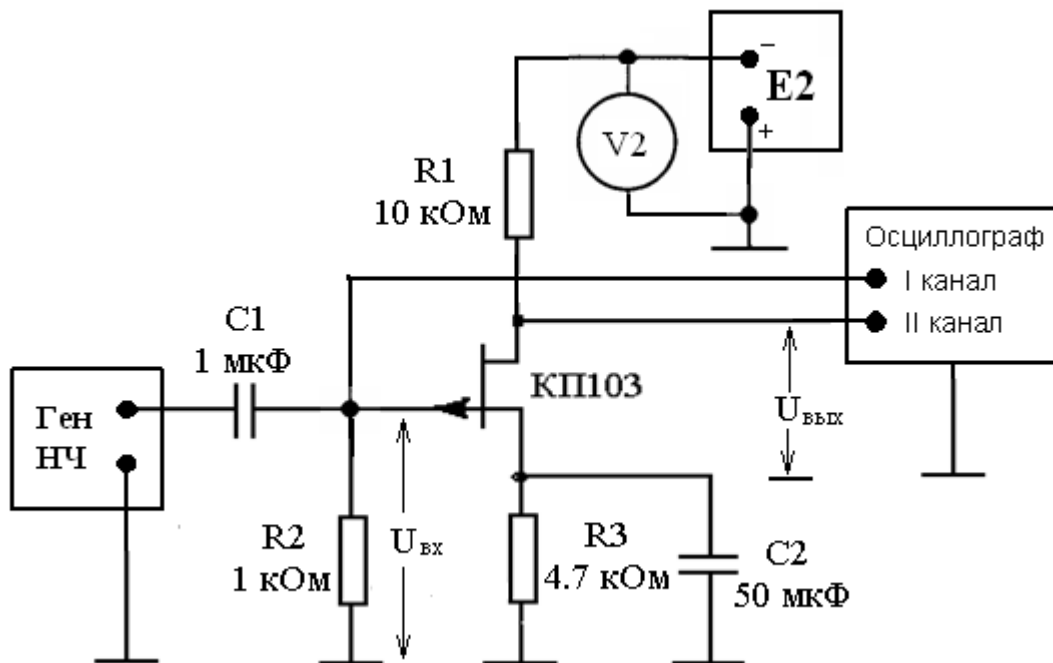 −
E2
+
V2
R1
10 кОм
Осциллограф
I канал
II канал
C1
1 мкФ
КП103
Ген
НЧ
Uвых
R2
1 кОм
Uвх
R3
4.7 кОм
C2
50 мкФ